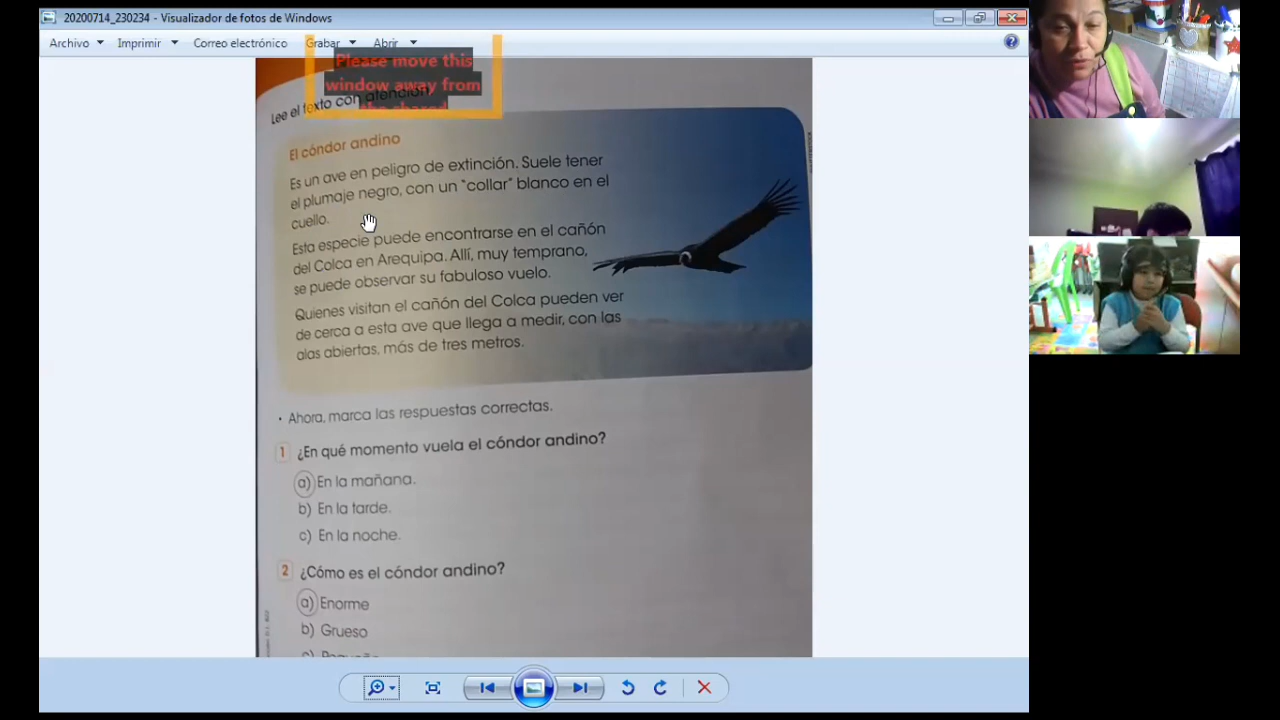 20200714_230234 - Visualizador de fotos de Windows
Archivo Imprimir Correo electrónico Grabar Abrir
Please move this
window away from
the shared
Lee el texto con atención.
El cóndor andino
Es un ave en peligro de extinción. Suele tener
el plumaje negro, con un "collar" blanco en el
cuello.
Esta especie puede encontrarse en el cañón
del Colca en Arequipa. Allí, muy temprano,
se puede observar su fabuloso vuelo.
Quienes visitan el cañón del Colca pueden ver
de cerca a esta ave que llega a medir, con las
alas abiertas, más de tres metros.
• Ahora, marca las respuestas correctas.
1 ¿En qué momento vuela el cóndor andino?
a) En la mañana.
b) En la tarde.
c) En la noche.
2 ¿Cómo es el cóndor andino?
a) Enorme
b) Grueso
c) Pequeño